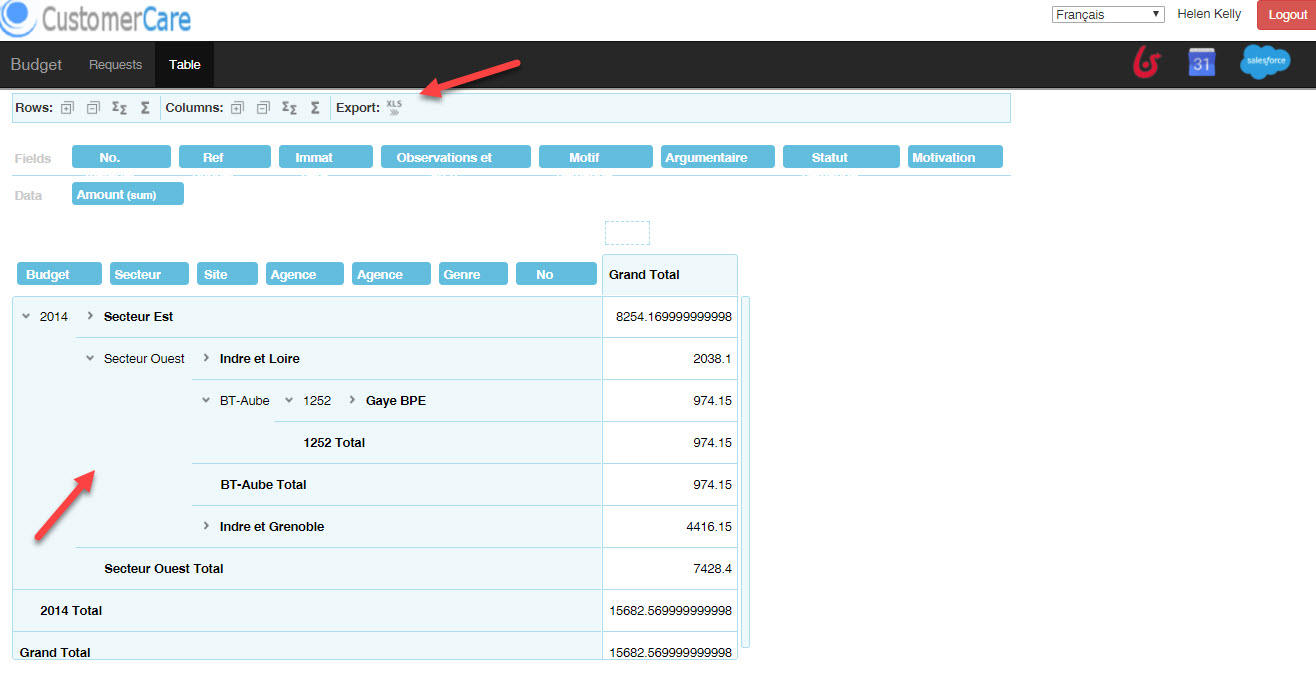 CustomerCare
Français Helen Kelly Logout
Budget Requests Table 31 salesforce
Rows: Columns: Export: XLS
Fields No. Ref Immat Observations et Motif Argumentaire Statut Motivation
Data Amount (sum)
Budget Secteur Site Agence Agence Genre No Grand Total
2014 Secteur Est 8254.169999999998
Secteur Ouest Indre et Loire 2038.1
BT-Aube 1252 Gaye BPE 974.15
1252 Total 974.15
BT-Aube Total 974.15
Indre et Grenoble 4416.15
Secteur Ouest Total 7428.4
2014 Total 15682.569999999998
Grand Total 15682.569999999998